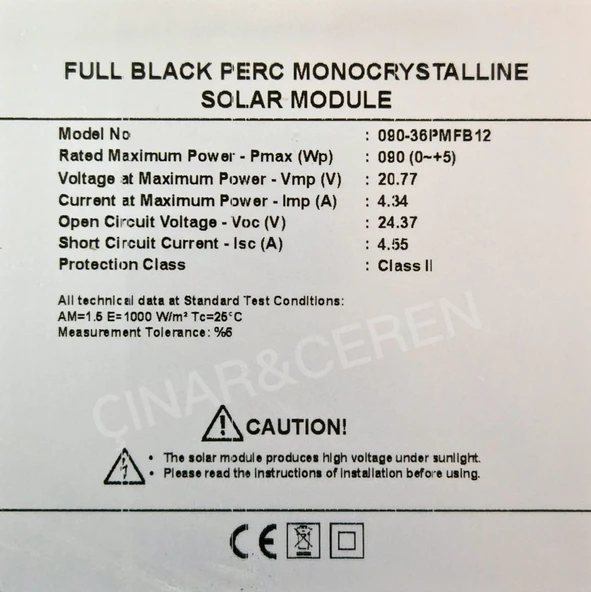 FULL BLACK PERC MONOCRYSTALLINE
SOLAR MODULE
Model No : 090-36PMFB12
Rated Maximum Power - Pmax (Wp) : 090 (0~+5)
Voltage at Maximum Power - Vmp (V) : 20.77
Current at Maximum Power - Imp (A) : 4.34
Open Circuit Voltage - Voc (V) : 24.37
Short Circuit Current - Isc (A) : 4.55
Protection Class : Class II
All technical data at Standard Test Conditions:
AM=1.5 E=1000 W/m² Tc=25°C
Measurement Tolerance: %6
ÇINAR&CEREN
CAUTION!
• The solar module produces high voltage under sunlight.
• Please read the instructions of installation before using.
CE